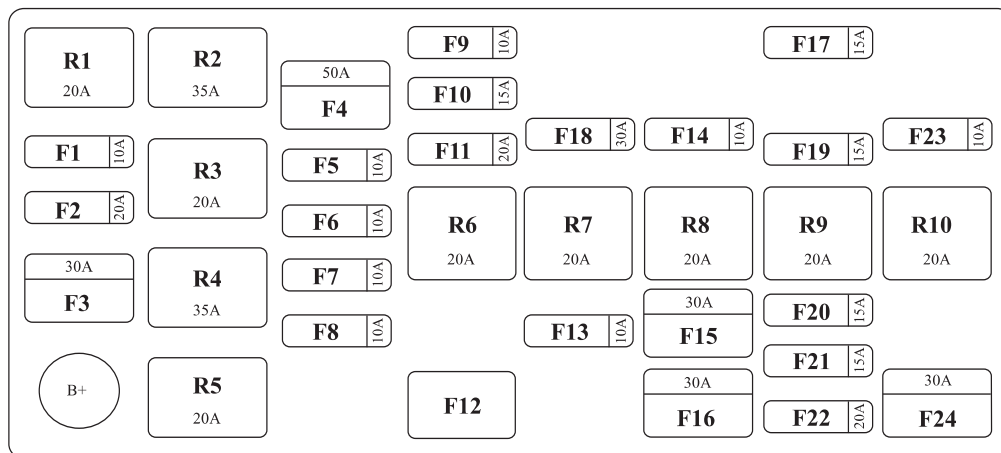 R1
20A
R2
35A
50A
F4
F9 10A
F17 15A
F10 15A
F1 10A
R3
20A
F5 10A
F11 20A
F18 30A
F14 10A
F19 15A
F23 10A
F2 20A
F6 10A
R6
20A
R7
20A
R8
20A
R9
20A
R10
20A
30A
F3
R4
35A
F7 10A
F8 10A
F13 10A
30A
F15
F20 15A
F21 15A
B+
R5
20A
F12
30A
F16
F22 20A
30A
F24